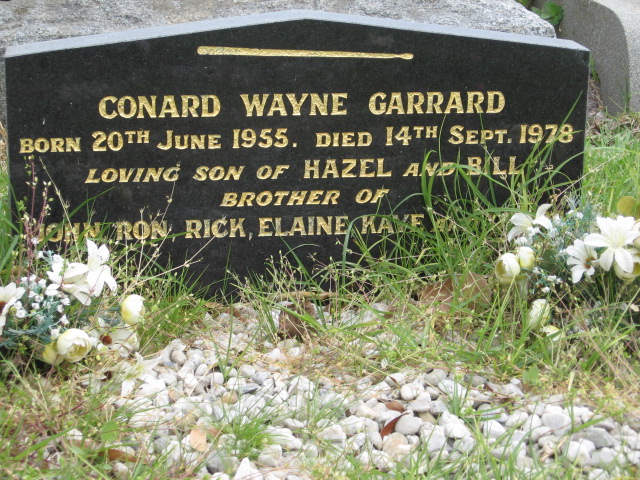 CONARD WAYNE GARRARD
BORN 20TH JUNE 1955. DIED 14TH SEPT. 1978
LOVING SON OF HAZEL AND BILL
BROTHER OF
JOHN, RON, RICK, ELAINE, KAYE